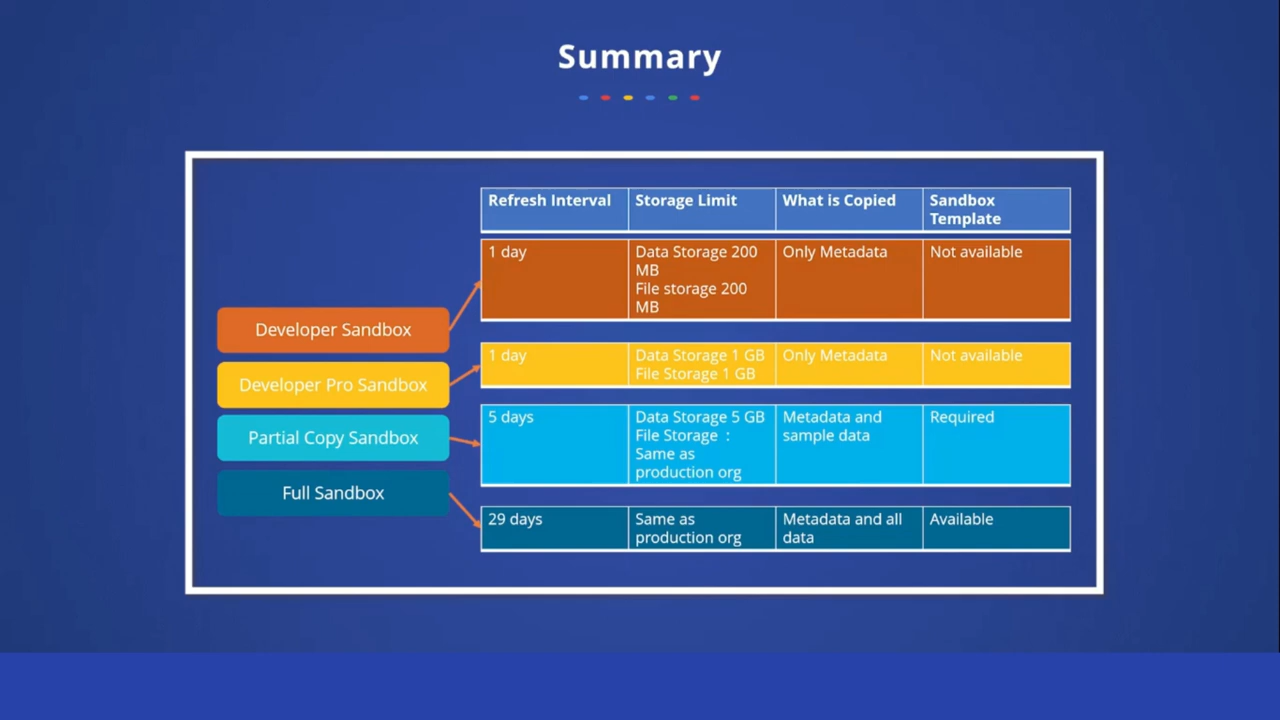 Summary
Refresh Interval
Storage Limit
What is Copied
Sandbox
Template
Developer Sandbox
1 day
Data Storage 200
MB
File storage 200
MB
Only Metadata
Not available
Developer Pro Sandbox
1 day
Data Storage 1 GB
File Storage 1 GB
Only Metadata
Not available
Partial Copy Sandbox
5 days
Data Storage 5 GB
File Storage :
Same as
production org
Metadata and
sample data
Required
Full Sandbox
29 days
Same as
production org
Metadata and all
data
Available